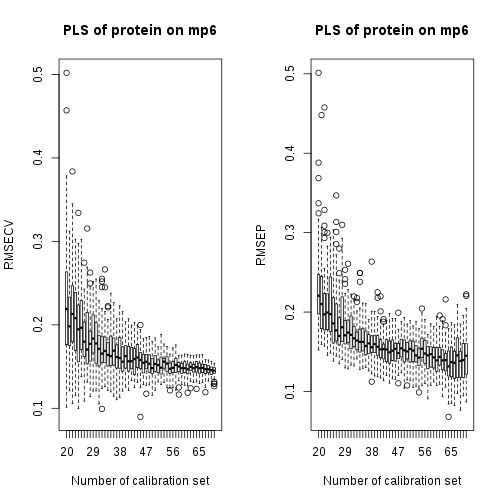 PLS of protein on mp6
PLS of protein on mp6
0.5
0.4
0.3
0.2
0.1
RMSECV
20 29 38 47 56 65
Number of calibration set
0.5
0.4
0.3
0.2
0.1
RMSEP
20 29 38 47 56 65
Number of calibration set